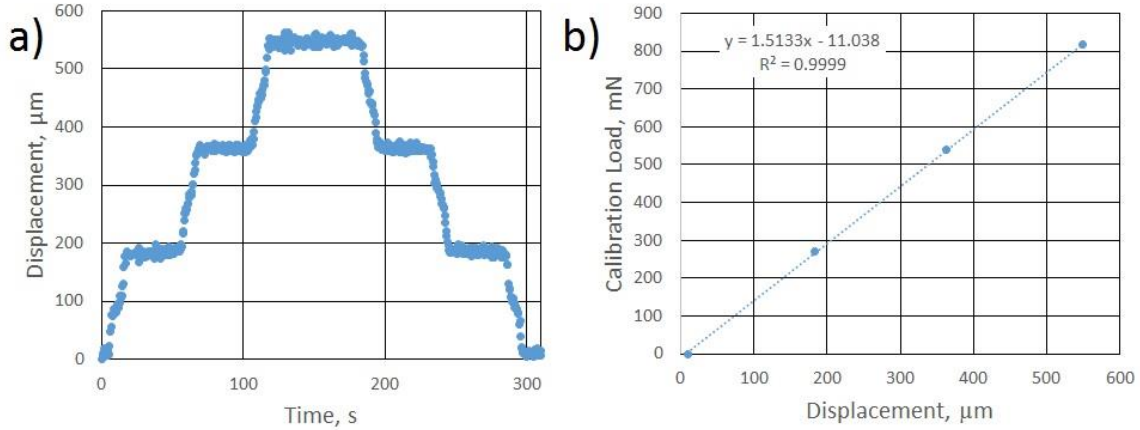 a)
Displacement, µm
600
500
400
300
200
100
0
0 100 200 300
Time, s
b)
Calibration Load, mN
900
800
700
600
500
400
300
200
100
0
y = 1.5133x - 11.038
R² = 0.9999
0 100 200 300 400 500 600
Displacement, µm